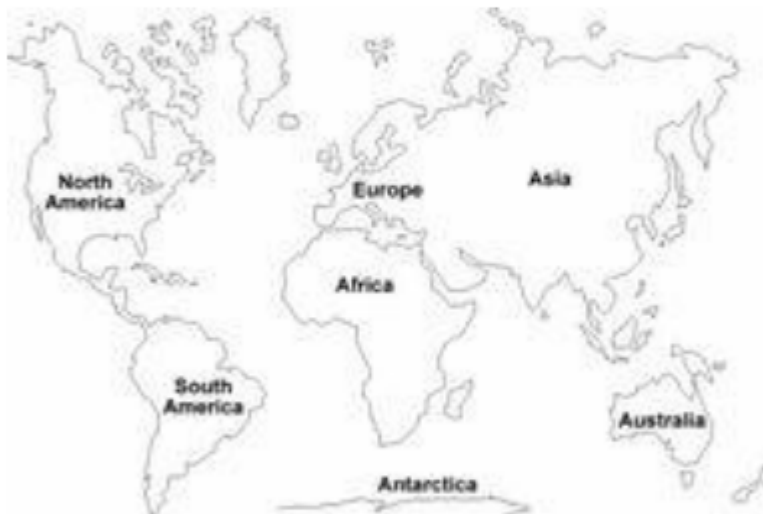 North
America
Europe
Asia
Africa
South
America
Australia
Antarctica